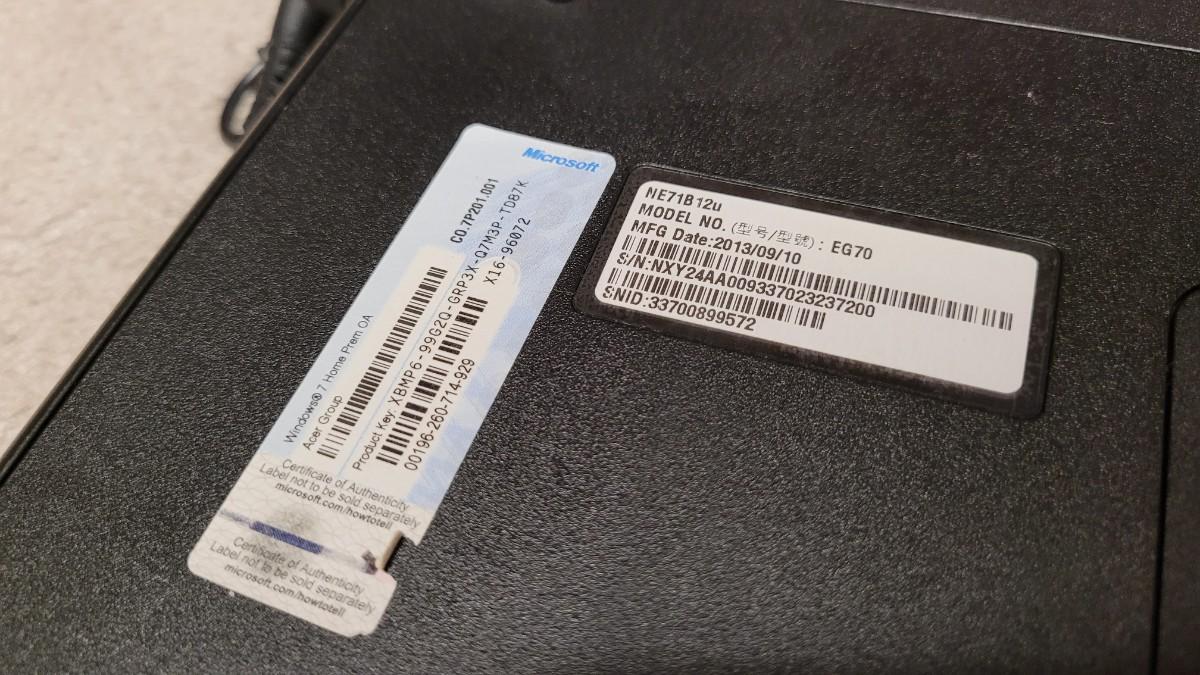 Microsoft
CO.7P201.001
Windows® 7 Home Prem OA
Acer Group
Product Key: XBMP6-99G2Q-GRP3X-Q7M3P-TDB7K
X16-96072
00196-260-714-929
Certificate of Authenticity
Label not to be sold separately
microsoft.com/howtotell
Certificate of Authenticity
Label not to be sold separately
microsoft.com/howtotell
NE71B12u
MODEL NO. (型号/型號) : EG70
MFG Date:2013/09/10
S/N:NXY24AA009337023237200
SNID:33700899572